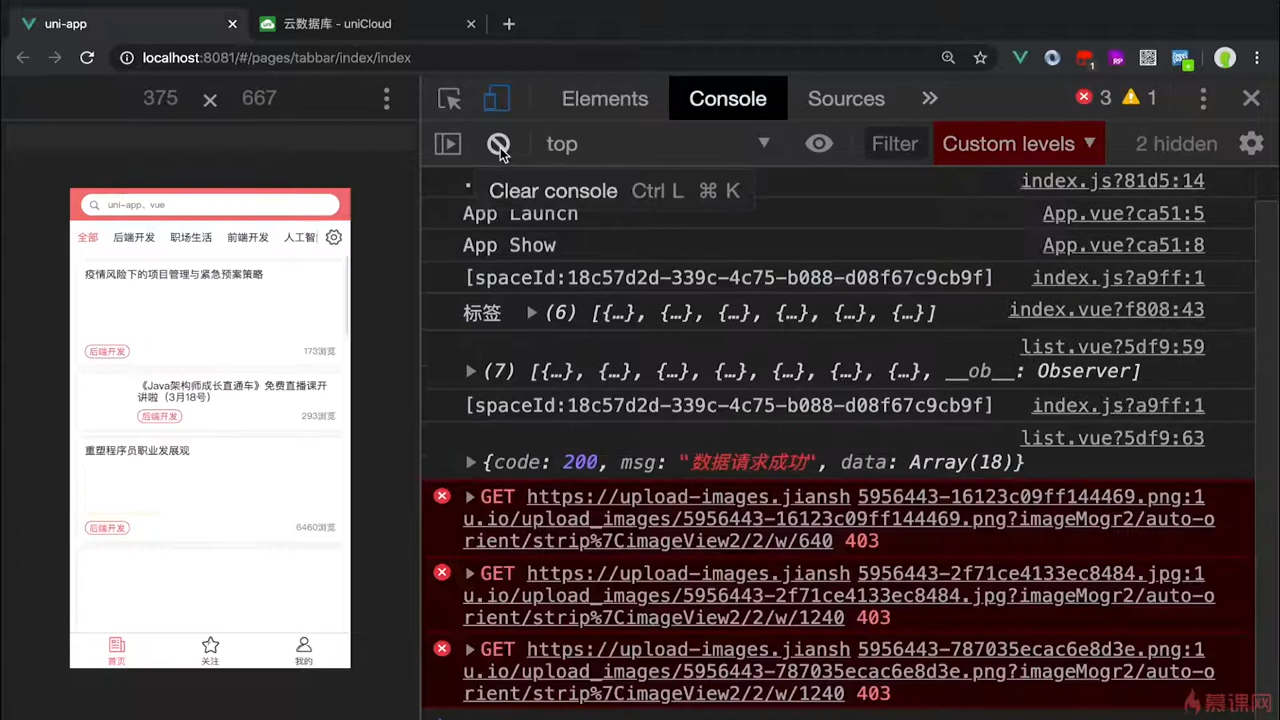 uni-app
云数据库 - uniCloud
localhost:8081/#/pages/tabbar/index/index
375 × 667
Elements
Console
Sources
3
1
top
Filter
Custom levels
2 hidden
Clear console Ctrl L ⌘ K
index.js?81d5:14
App Launch
App.vue?ca51:5
App Show
App.vue?ca51:8
[spaceId:18c57d2d-339c-4c75-b088-d08f67c9cb9f]
index.js?a9ff:1
标签 ▶(6) [{…}, {…}, {…}, {…}, {…}, {…}]
index.vue?f808:43
list.vue?5df9:59
▶(7) [{…}, {…}, {…}, {…}, {…}, {…}, {…}, __ob__: Observer]
[spaceId:18c57d2d-339c-4c75-b088-d08f67c9cb9f]
index.js?a9ff:1
list.vue?5df9:63
▶{code: 200, msg: "数据请求成功", data: Array(18)}
▶GET https://upload-images.jiansh 5956443-16123c09ff144469.png:1
u.io/upload_images/5956443-16123c09ff144469.png?imageMogr2/auto-o
rient/strip%7CimageView2/2/w/640 403
▶GET https://upload-images.jiansh 5956443-2f71ce4133ec8484.jpg:1
u.io/upload_images/5956443-2f71ce4133ec8484.jpg?imageMogr2/auto-o
rient/strip%7CimageView2/2/w/1240 403
▶GET https://upload-images.jiansh 5956443-787035ecac6e8d3e.png:1
u.io/upload_images/5956443-787035ecac6e8d3e.png?imageMogr2/auto-o
rient/strip%7CimageView2/2/w/1240 403
uni-app、vue
全部 后端开发 职场生活 前端开发 人工智
疫情风险下的项目管理与紧急预案策略
后端开发
173浏览
《Java架构师成长直通车》免费直播课开
讲啦（3月18号）
后端开发
293浏览
重塑程序员职业发展观
后端开发
6460浏览
首页
关注
我的
慕课网